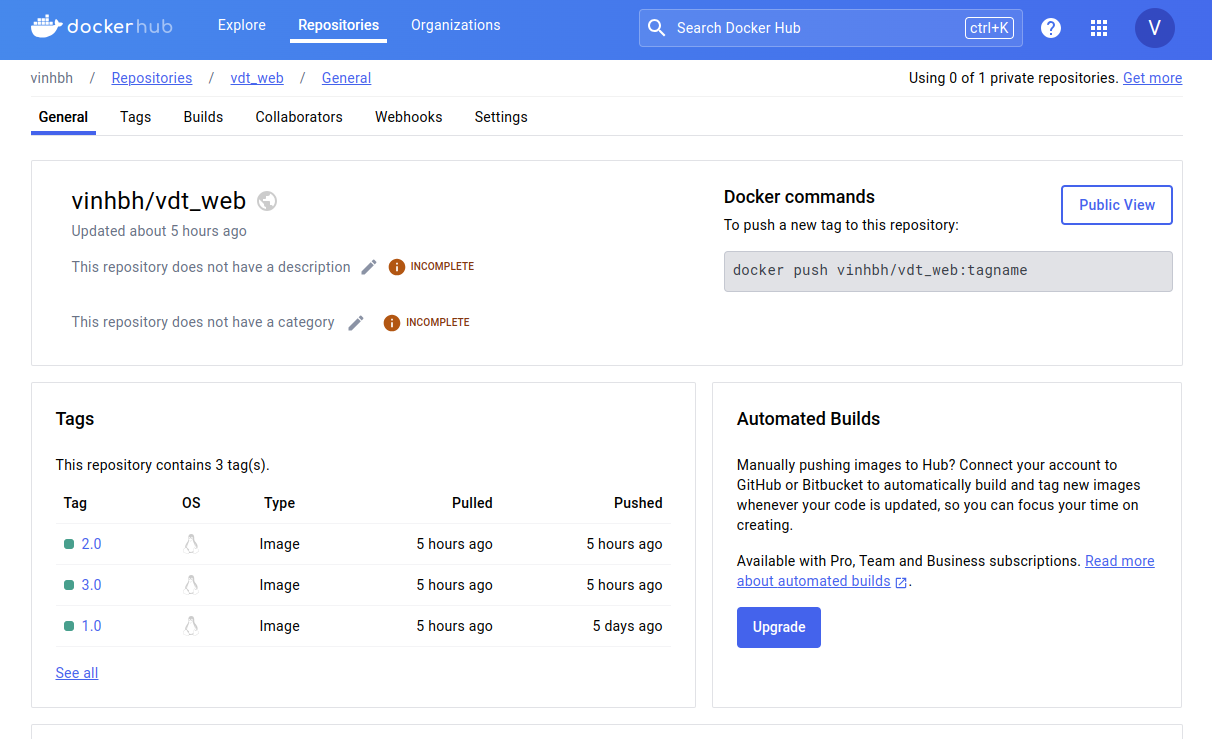 dockerhub
Explore
Repositories
Organizations
Search Docker Hub
ctrl+K
?
V
vinhbh / Repositories / vdt_web / General
Using 0 of 1 private repositories. Get more
General
Tags
Builds
Collaborators
Webhooks
Settings
vinhbh/vdt_web
Updated about 5 hours ago
This repository does not have a description
INCOMPLETE
This repository does not have a category
INCOMPLETE
Docker commands
Public View
To push a new tag to this repository:
docker push vinhbh/vdt_web:tagname
Tags
This repository contains 3 tag(s).
Tag OS Type Pulled Pushed
2.0 Image 5 hours ago 5 hours ago
3.0 Image 5 hours ago 5 hours ago
1.0 Image 5 hours ago 5 days ago
See all
Automated Builds
Manually pushing images to Hub? Connect your account to
GitHub or Bitbucket to automatically build and tag new images
whenever your code is updated, so you can focus your time on
creating.
Available with Pro, Team and Business subscriptions. Read more
about automated builds .
Upgrade